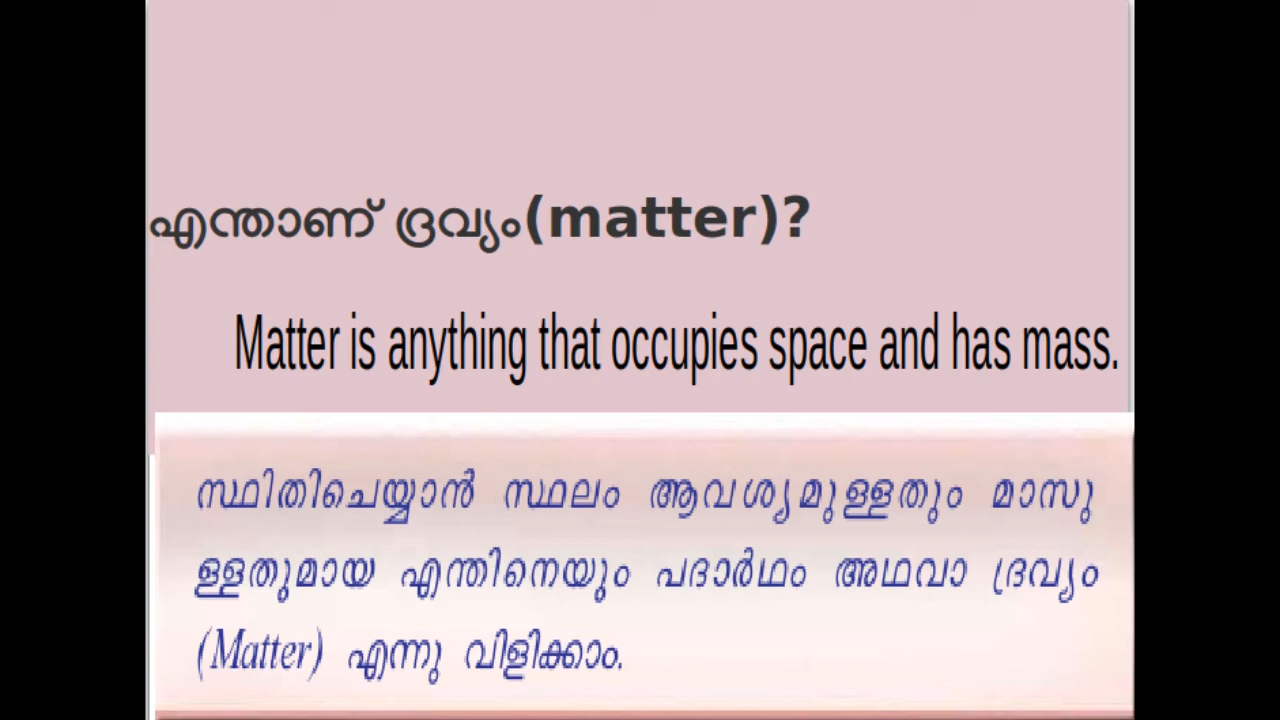 എന്താണ് ദ്രവ്യം(matter)?
Matter is anything that occupies space and has mass.
സ്ഥിതിചെയ്യാൻ സ്ഥലം ആവശ്യമുള്ളതും മാസു
ള്ളതുമായ എന്തിനെയും പദാർഥം അഥവാ ദ്രവ്യം
(Matter) എന്നു വിളിക്കാം.